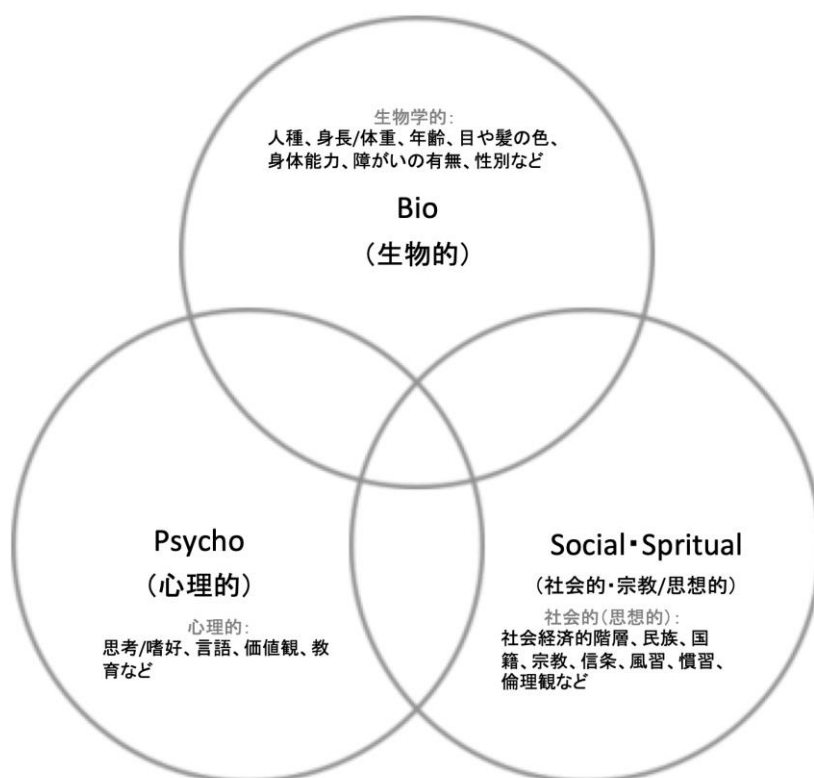 生物学的:
人種、身長/体重、年齢、目や髪の色、
身体能力、障がいの有無、性別など
Bio
（生物的）
Psycho
（心理的）
心理的:
思考/嗜好、言語、価値観、教
育など
Social・Spritual
（社会的・宗教/思想的）
社会的(思想的):
社会経済的階層、民族、国
籍、宗教、信条、風習、慣習、
倫理観など